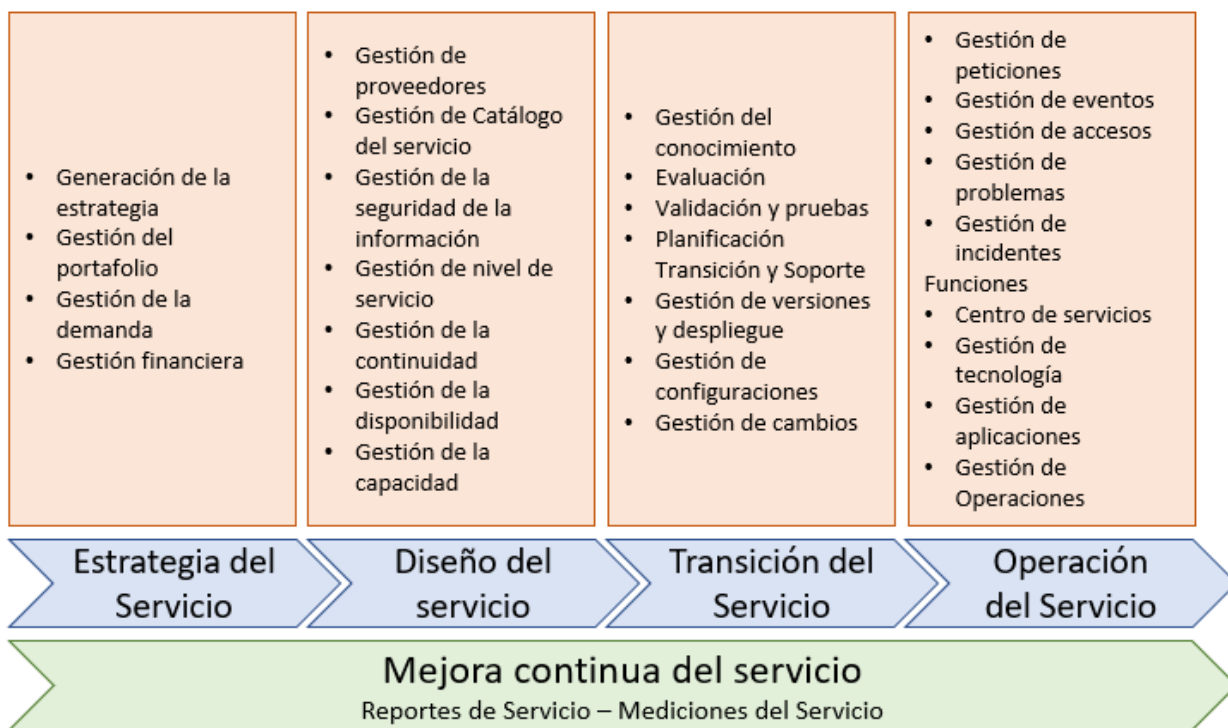 • Generación de la
estrategia
• Gestión del
portafolio
• Gestión de la
demanda
• Gestión financiera
• Gestión de
proveedores
• Gestión de Catálogo
del servicio
• Gestión de la
seguridad de la
información
• Gestión de nivel de
servicio
• Gestión de la
continuidad
• Gestión de la
disponibilidad
• Gestión de la
capacidad
• Gestión del
conocimiento
• Evaluación
• Validación y pruebas
• Planificación
Transición y Soporte
• Gestión de versiones
y despliegue
• Gestión de
configuraciones
• Gestión de cambios
• Gestión de
peticiones
• Gestión de eventos
• Gestión de accesos
• Gestión de
problemas
• Gestión de
incidentes
Funciones
• Centro de servicios
• Gestión de
tecnología
• Gestión de
aplicaciones
• Gestión de
Operaciones
Estrategia del
Servicio
Diseño del
servicio
Transición del
Servicio
Operación
del Servicio
Mejora continua del servicio
Reportes de Servicio – Mediciones del Servicio